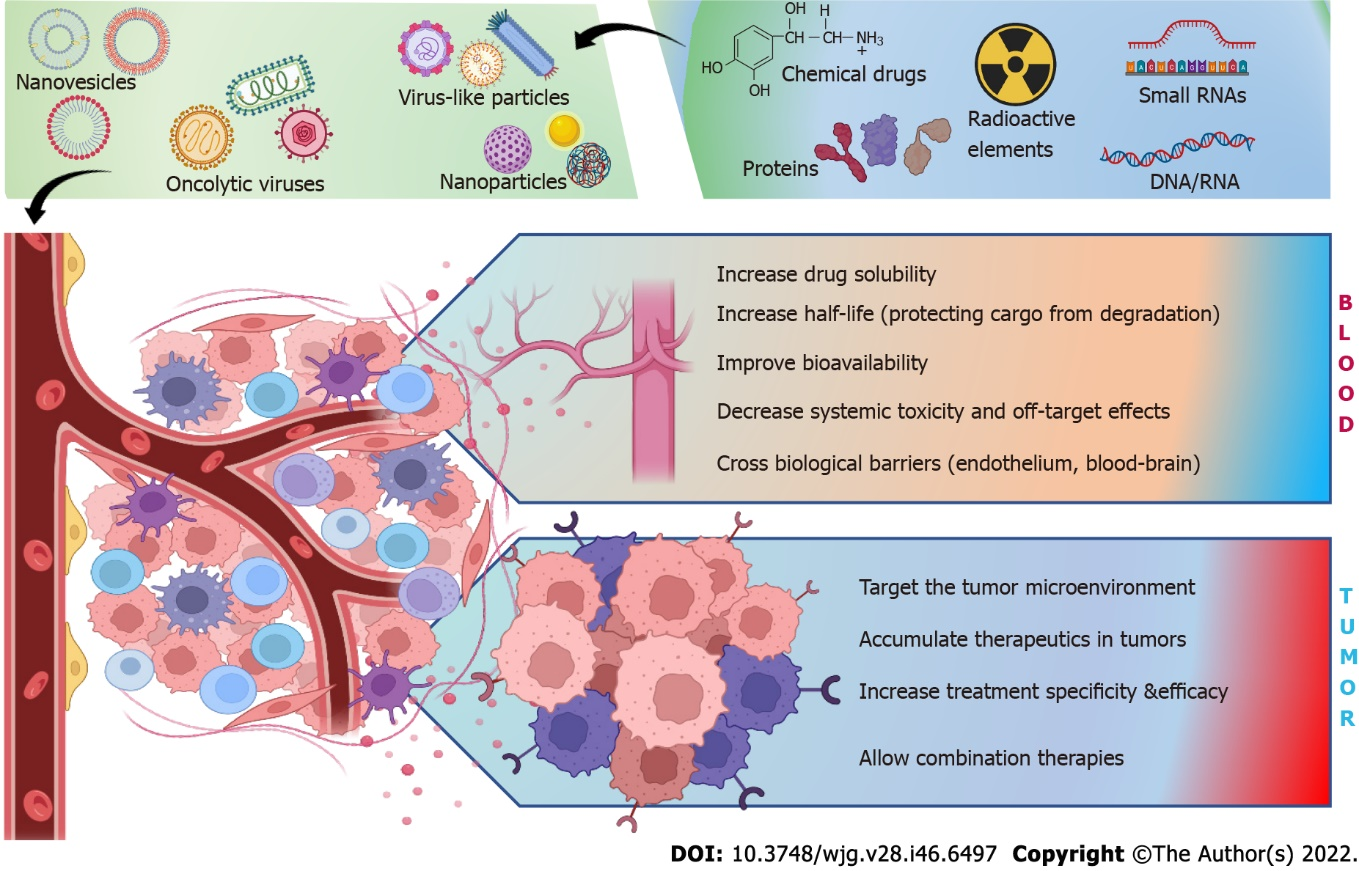 Nanovesicles
Oncolytic viruses
Virus-like particles
Nanoparticles
OH H
CH CH NH3
+
HO
OH
Chemical drugs
Proteins
Radioactive
elements
UAGUCAGGUUCA
Small RNAs
DNA/RNA
Increase drug solubility
Increase half-life (protecting cargo from degradation)
Improve bioavailability
Decrease systemic toxicity and off-target effects
Cross biological barriers (endothelium, blood-brain)
BLOOD
Target the tumor microenvironment
Accumulate therapeutics in tumors
Increase treatment specificity &efficacy
Allow combination therapies
TUMOR
DOI: 10.3748/wjg.v28.i46.6497 Copyright ©The Author(s) 2022.